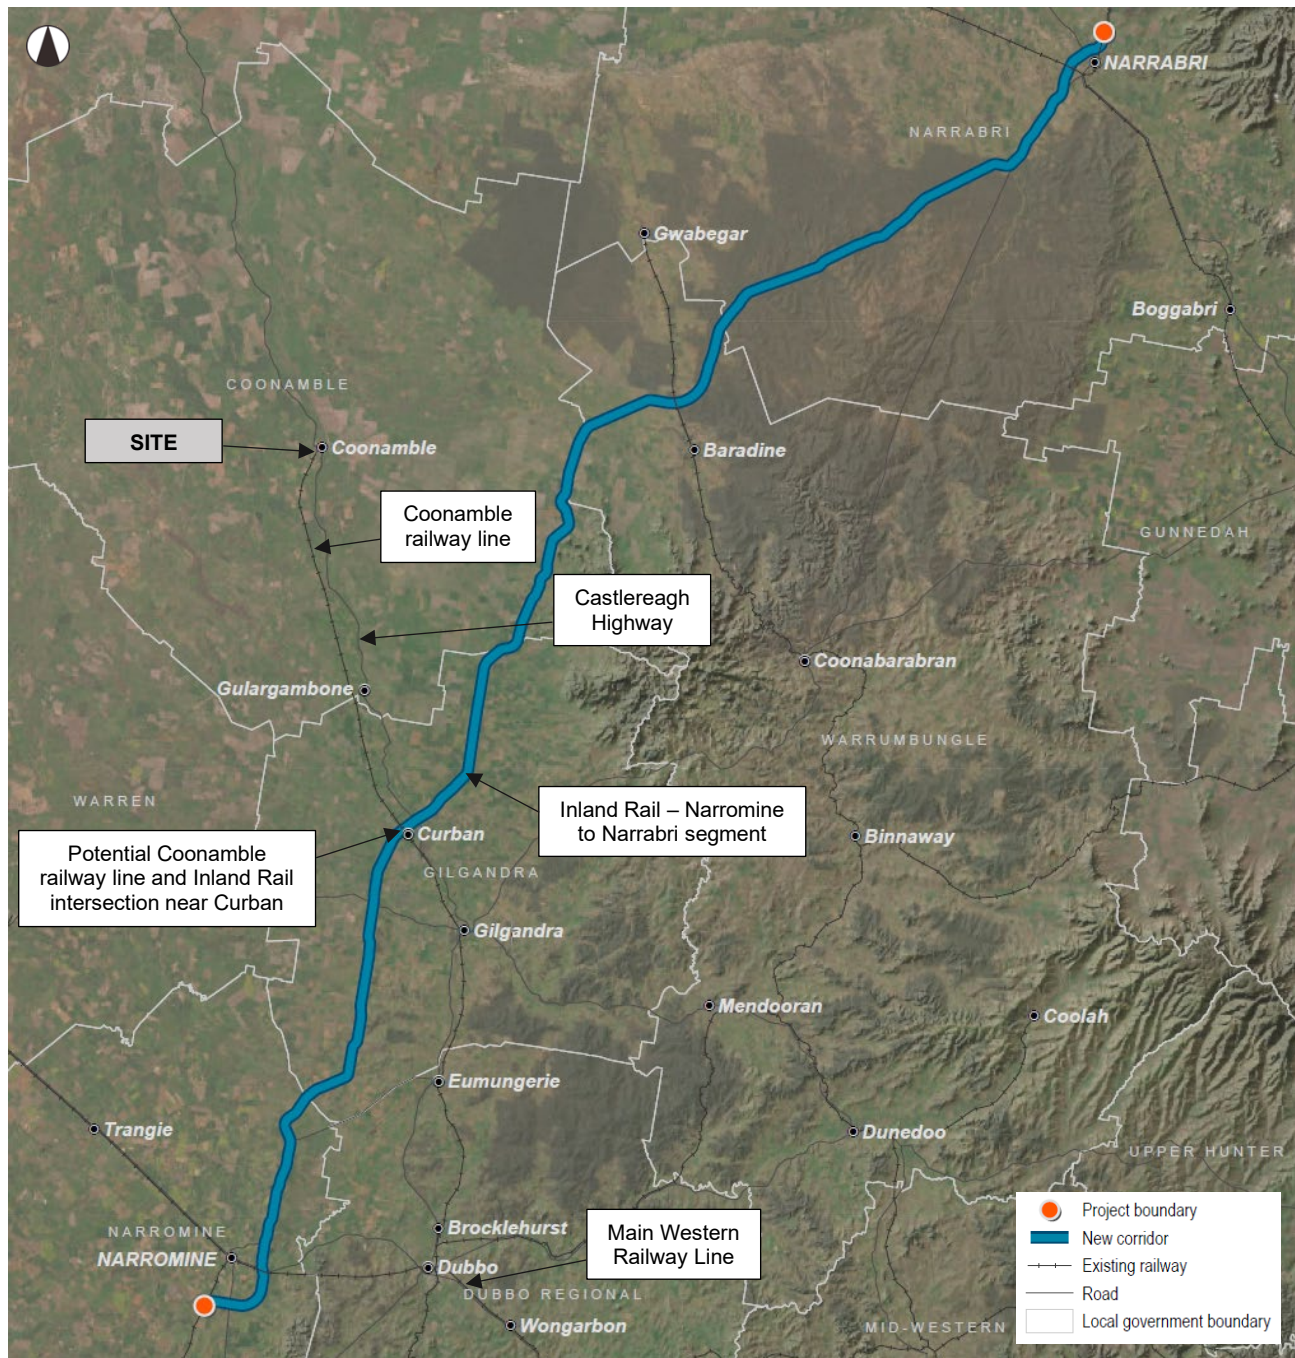 NARRABRI
NARRABRI
Gwabegar
Boggabri
COONAMBLE
SITE
Coonamble
Baradine
Coonamble
railway line
GUNNEDAH
Castlereagh
Highway
Coonabarabran
Gulargambone
WARRUMBUNGLE
WARREN
Inland Rail – Narromine
to Narrabri segment
Curban
Binnaway
Potential Coonamble
railway line and Inland Rail
intersection near Curban
GILGANDRA
Gilgandra
Mendooran
Coolah
Eumungerie
Trangie
Dunedoo
UPPER HUNTER
NARROMINE
NARROMINE
Brocklehurst
Main Western
Railway Line
Dubbo
DUBBO REGIONAL
Wongarbon
MID-WESTERN
Project boundary
New corridor
Existing railway
Road
Local government boundary